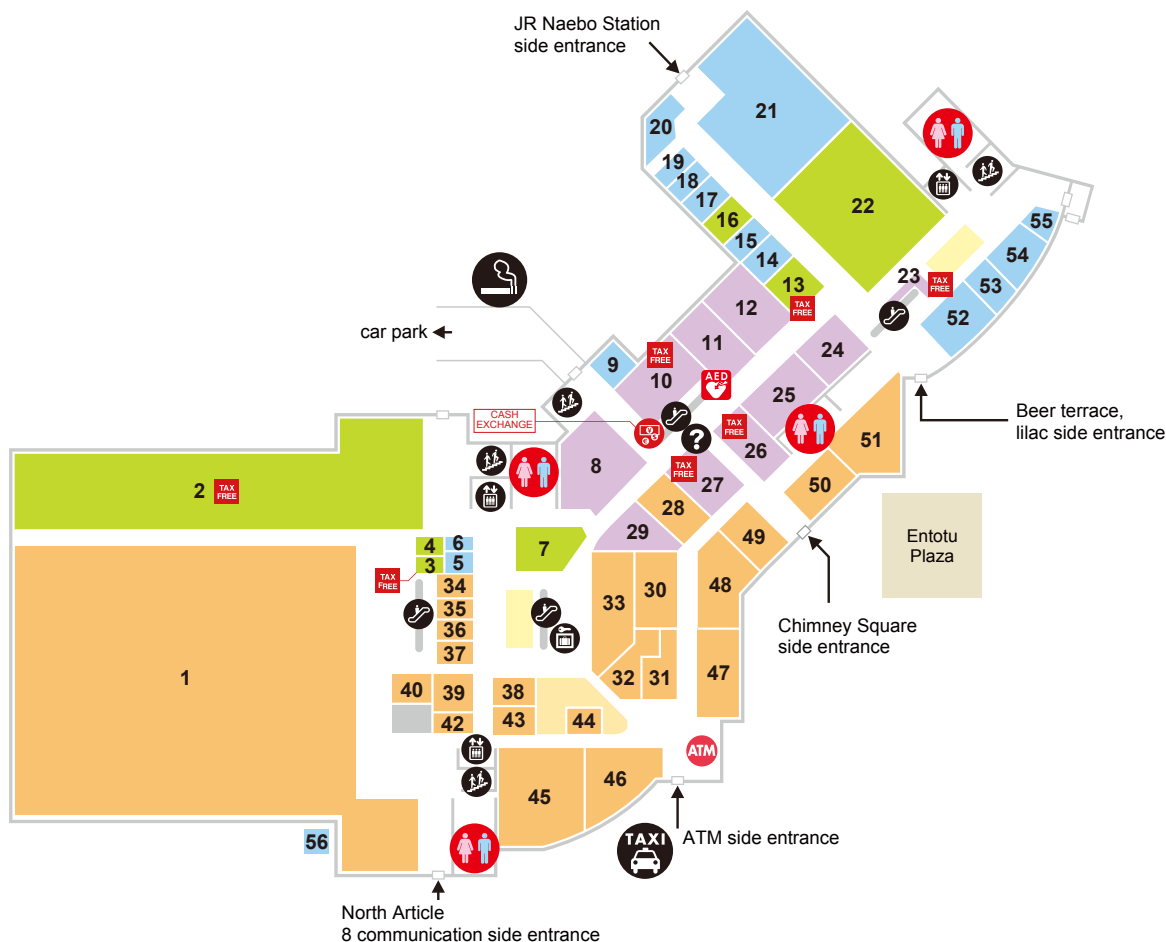 JR Naebo Station
side entrance
21
20
19
18
17
16
15
14
13
TAX
FREE
22
55
54
53
52
23
TAX
FREE
12
11
TAX
FREE
10
9
car park
AED
24
25
CASH
EXCHANGE
?
TAX
FREE
26
51
50
Beer terrace,
lilac side entrance
8
TAX
FREE
27
28
29
49
Entotu
Plaza
2
TAX
FREE
4
6
3
5
TAX
FREE
7
34
35
36
37
33
30
48
Chimney Square
side entrance
32
31
47
1
40
39
42
38
43
44
ATM
45
46
56
TAXI
ATM side entrance
North Article
8 communication side entrance